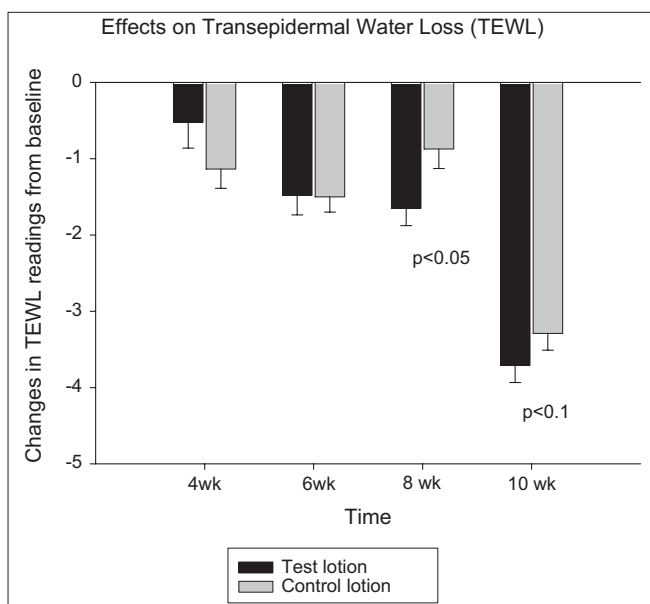 Effects on Transepidermal Water Loss (TEWL)
Changes in TEWL readings from baseline
0
-1
-2
-3
-4
-5
p<0.05
p<0.1
4wk 6wk 8 wk 10 wk
Time
Test lotion
Control lotion